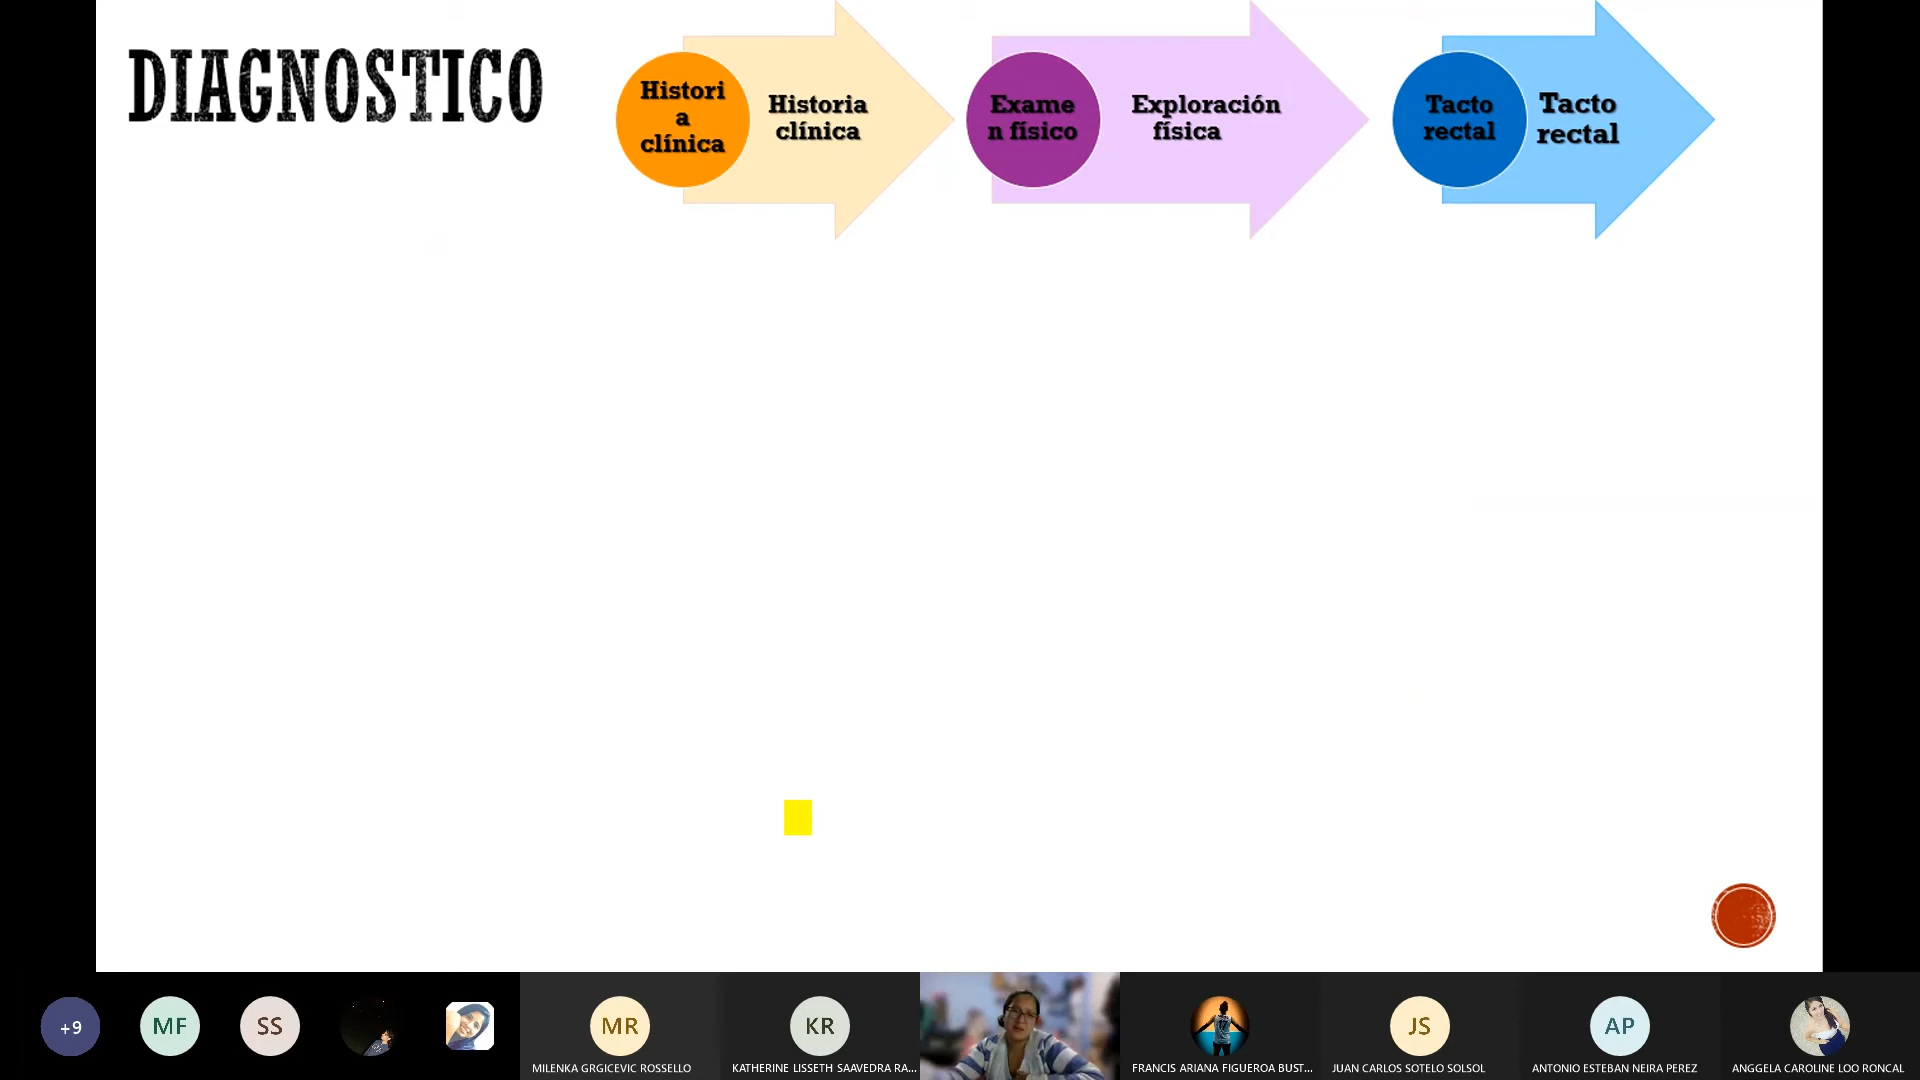 DIAGNOSTICO
Histori
a
clínica
Historia
clínica
Exame
n físico
Exploración
física
Tacto
rectal
Tacto
rectal
+9
MF
SS
MR
MILENKA GRGICEVIC ROSSELLO
KR
KATHERINE LISSETH SAAVEDRA RA...
FRANCIS ARIANA FIGUEROA BUST...
JS
JUAN CARLOS SOTELO SOLSOL
AP
ANTONIO ESTEBAN NEIRA PEREZ
ANGGELA CAROLINE LOO RONCAL